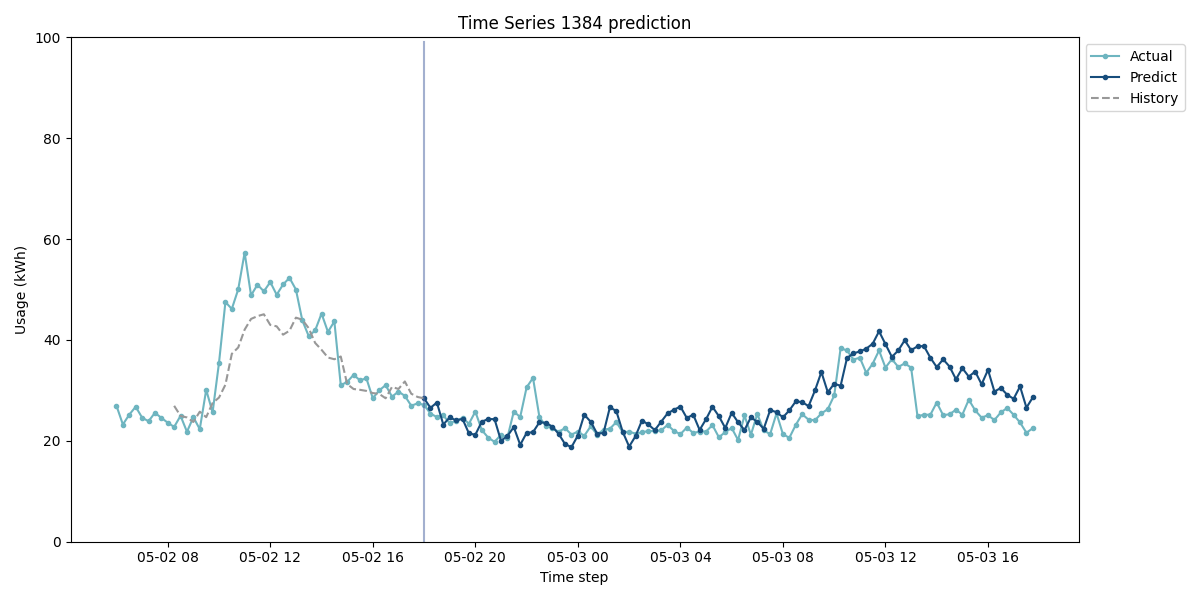 Time Series 1384 prediction
Actual
Predict
History
Usage (kWh)
100
80
60
40
20
0
05-02 08
05-02 12
05-02 16
05-02 20
05-03 00
05-03 04
05-03 08
05-03 12
05-03 16
Time step